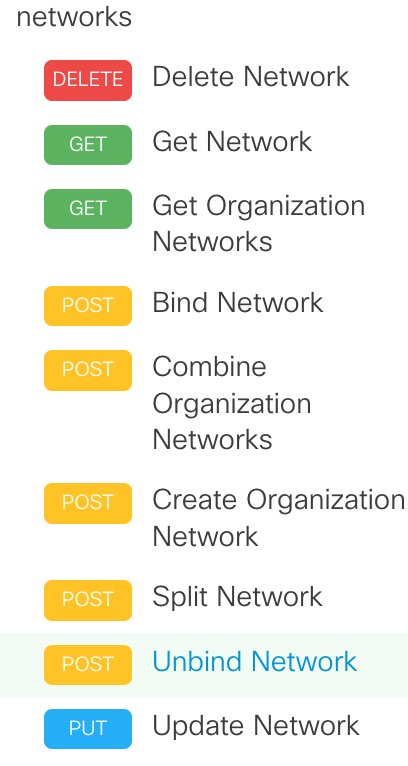 networks
DELETE Delete Network
GET Get Network
GET Get Organization
Networks
POST Bind Network
POST Combine
Organization
Networks
POST Create Organization
Network
POST Split Network
POST Unbind Network
PUT Update Network